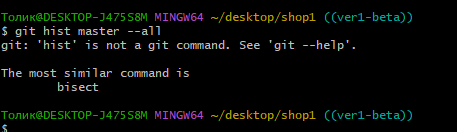 Толик@DESKTOP-J475S8M MINGW64 ~/desktop/shop1 ((ver1-beta))
$ git hist master --all
git: 'hist' is not a git command. See 'git --help'.
The most similar command is
bisect
Толик@DESKTOP-J475S8M MINGW64 ~/desktop/shop1 ((ver1-beta))
$